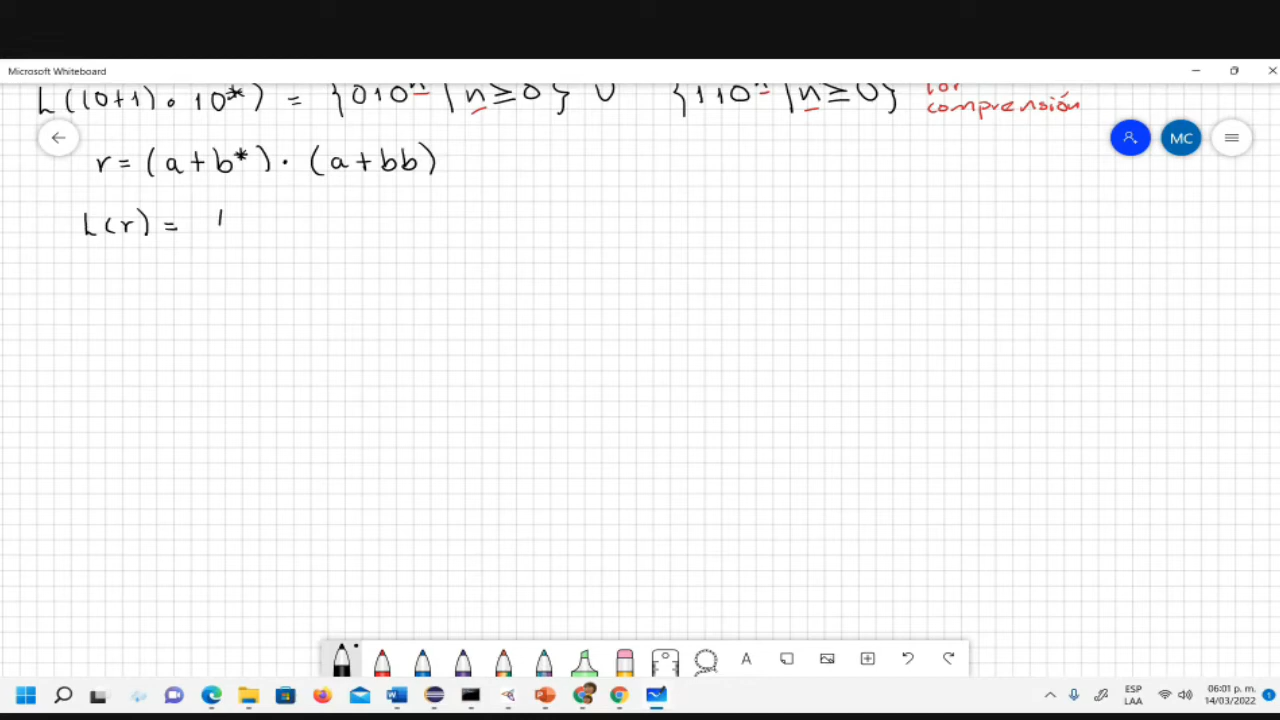 Microsoft Whiteboard
L((0+1) • 10*) = {010ⁿ | n ≥ 0} ∪ {110ⁿ | n ≥ 0}
comprensión
MC
r = (a + b*) · (a + bb)
L(r) =
A
ESP
LAA
06:01 p. m.
14/03/2022
1